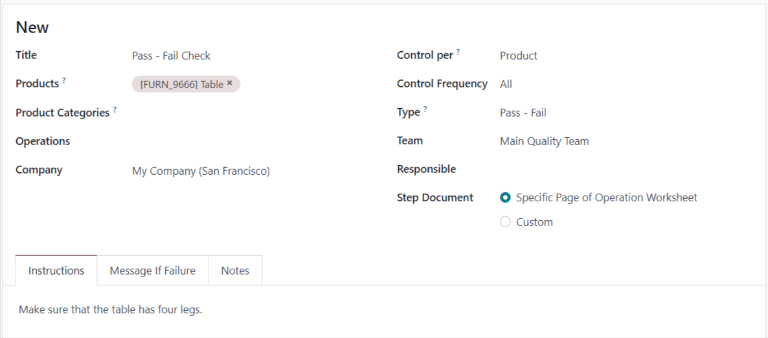 New
Title Pass - Fail Check
Products ? [FURN_9666] Table ×
Product Categories ?
Operations
Company My Company (San Francisco)
Control per ? Product
Control Frequency All
Type ? Pass - Fail
Team Main Quality Team
Responsible
Step Document Specific Page of Operation Worksheet
Custom
Instructions Message If Failure Notes
Make sure that the table has four legs.